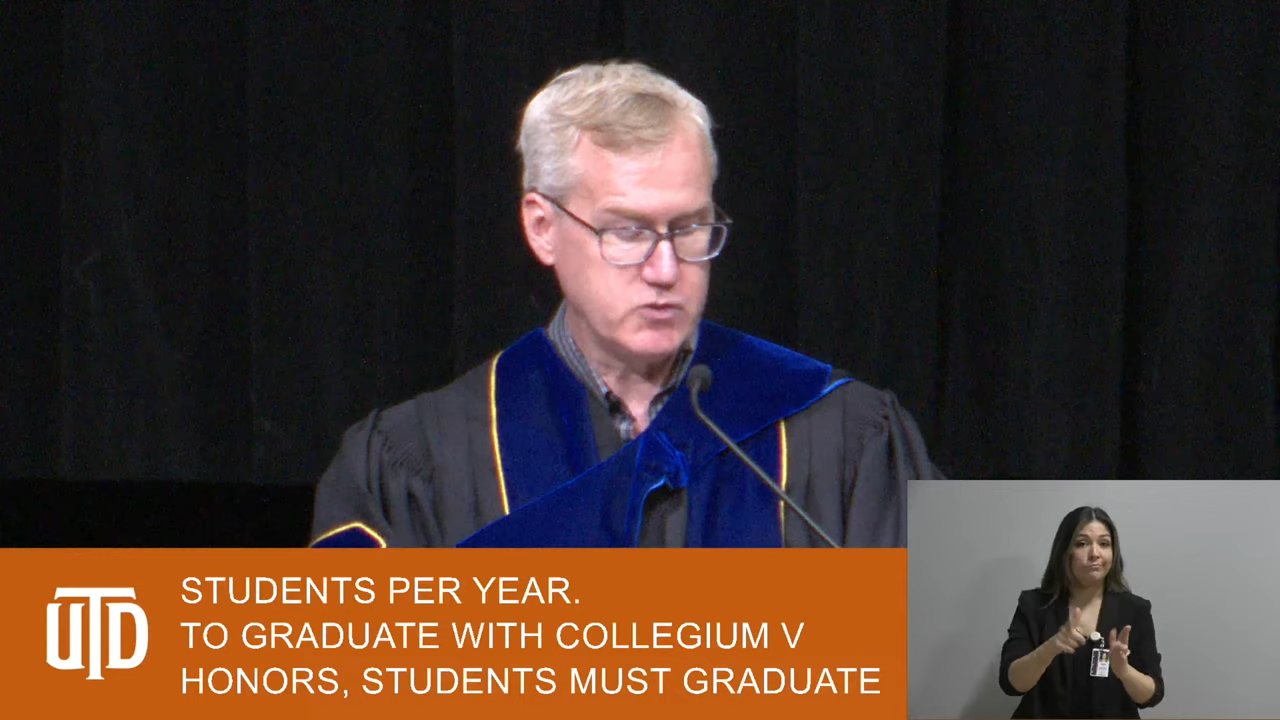 UTD
STUDENTS PER YEAR.
TO GRADUATE WITH COLLEGIUM V
HONORS, STUDENTS MUST GRADUATE